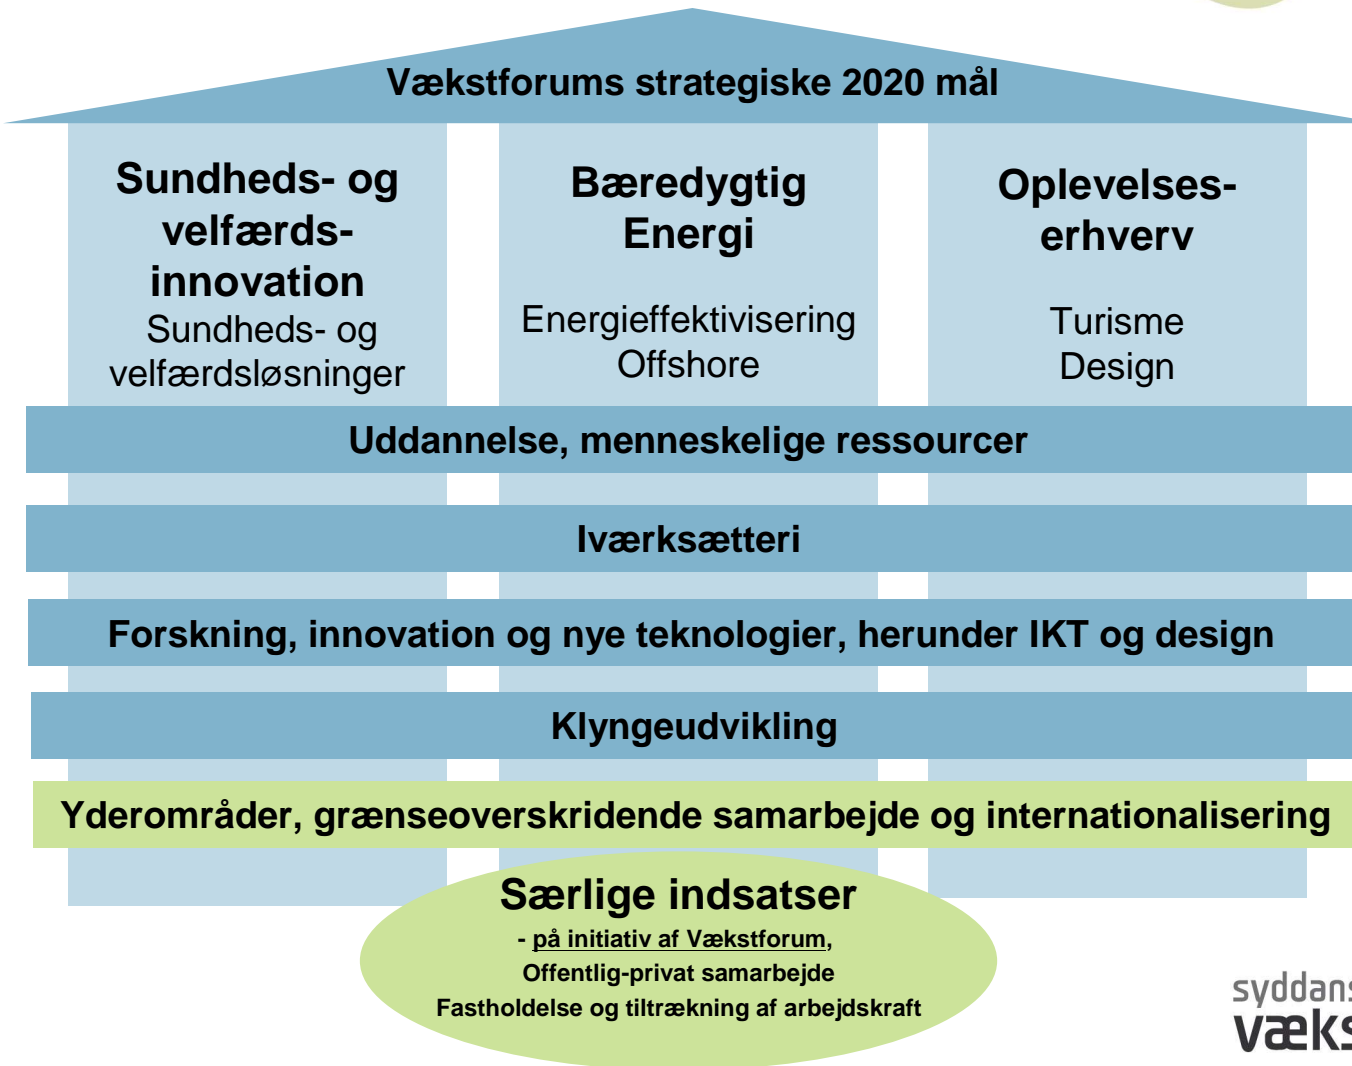 Vækstforums strategiske 2020 mål
Sundheds- og
velfærds-
innovation
Sundheds- og
velfærdsløsninger
Bæredygtig
Energi
Energieffektivisering
Offshore
Oplevelses-
erhverv
Turisme
Design
Uddannelse, menneskelige ressourcer
Iværksætteri
Forskning, innovation og nye teknologier, herunder IKT og design
Klyngeudvikling
Yderområder, grænseoverskridende samarbejde og internationalisering
Særlige indsatser
- på initiativ af Vækstforum,
Offentlig-privat samarbejde
Fastholdelse og tiltrækning af arbejdskraft